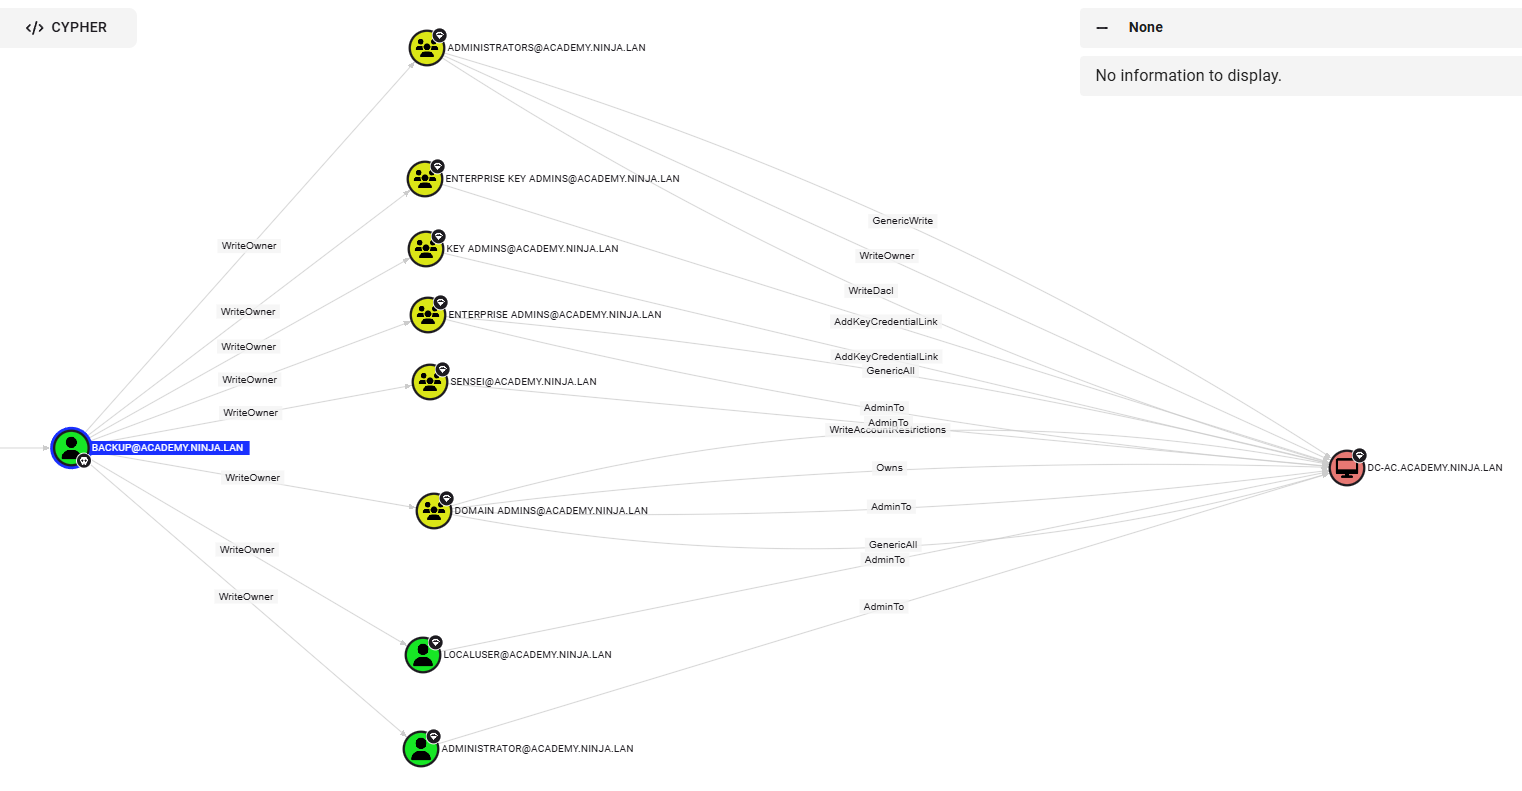 CYPHER
None
No information to display.
ADMINISTRATORS@ACADEMY.NINJA.LAN
ENTERPRISE KEY ADMINS@ACADEMY.NINJA.LAN
GenericWrite
WriteOwner
KEY ADMINS@ACADEMY.NINJA.LAN
WriteOwner
WriteDacl
WriteOwner
ENTERPRISE ADMINS@ACADEMY.NINJA.LAN
AddKeyCredentialLink
WriteOwner
AddKeyCredentialLink
GenericAll
WriteOwner
SENSEI@ACADEMY.NINJA.LAN
AdminTo
WriteOwner
AdminTo
WriteAccountRestrictions
BACKUP@ACADEMY.NINJA.LAN
Owns
DC-AC.ACADEMY.NINJA.LAN
WriteOwner
AdminTo
DOMAIN ADMINS@ACADEMY.NINJA.LAN
GenericAll
WriteOwner
AdminTo
WriteOwner
AdminTo
LOCALUSER@ACADEMY.NINJA.LAN
ADMINISTRATOR@ACADEMY.NINJA.LAN